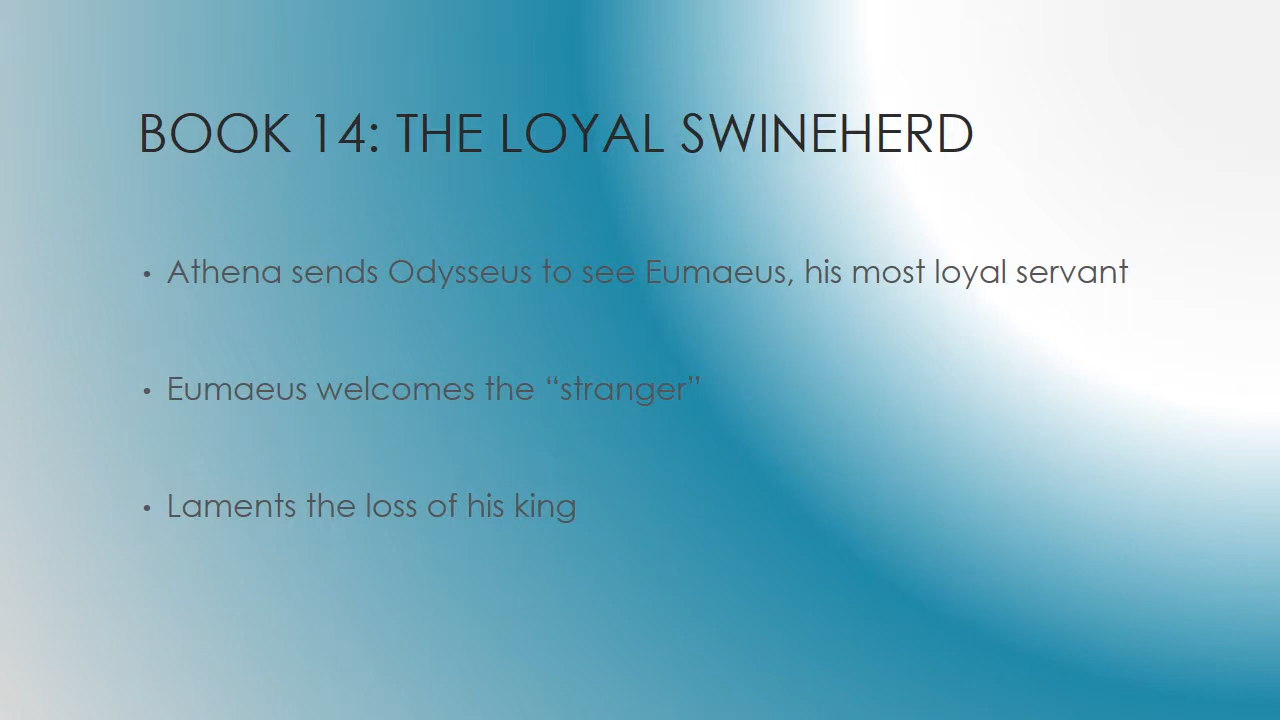 BOOK 14: THE LOYAL SWINEHERD
• Athena sends Odysseus to see Eumaeus, his most loyal servant
• Eumaeus welcomes the “stranger”
• Laments the loss of his king